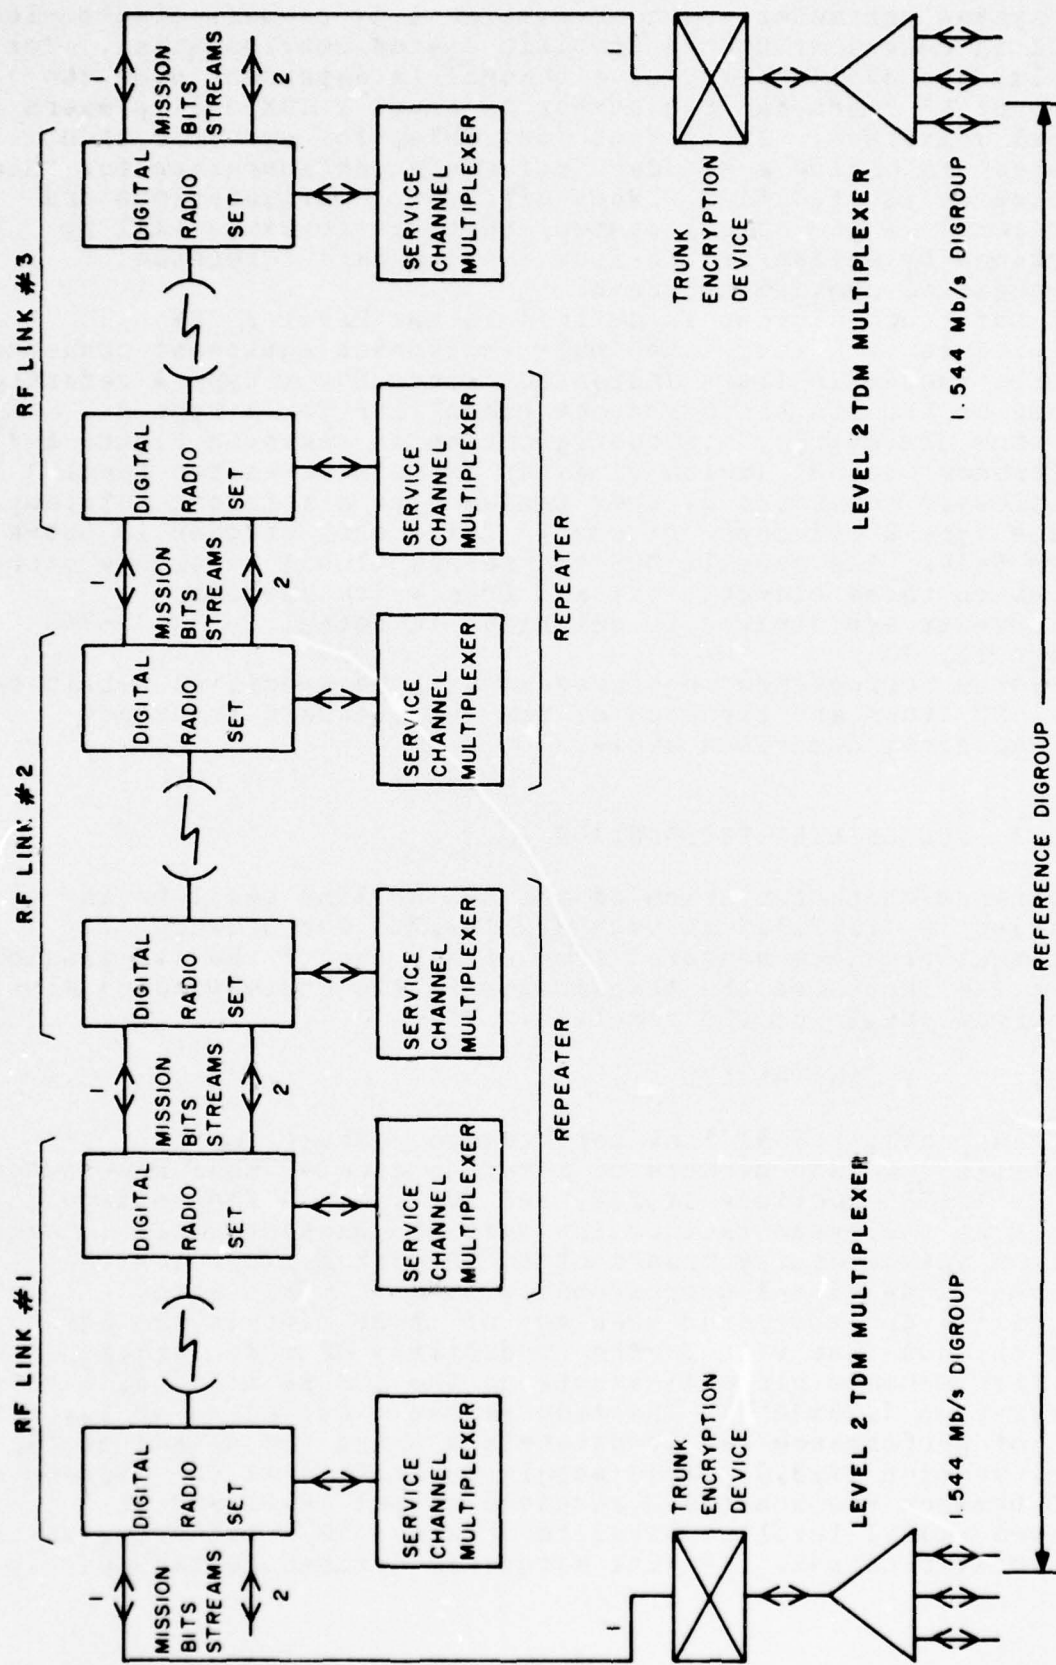 RF LINK #1
RF LINK #2
RF LINK #3
1
MISSION
BITS
STREAMS
2
DIGITAL
RADIO
SET
DIGITAL
RADIO
SET
1
MISSION
BITS
STREAMS
2
DIGITAL
RADIO
SET
DIGITAL
RADIO
SET
1
MISSION
BITS
STREAMS
2
DIGITAL
RADIO
SET
DIGITAL
RADIO
SET
1
MISSION
BITS
STREAMS
2
SERVICE
CHANNEL
MULTIPLEXER
SERVICE
CHANNEL
MULTIPLEXER
SERVICE
CHANNEL
MULTIPLEXER
SERVICE
CHANNEL
MULTIPLEXER
SERVICE
CHANNEL
MULTIPLEXER
SERVICE
CHANNEL
MULTIPLEXER
REPEATER
REPEATER
1
TRUNK
ENCRYPTION
DEVICE
LEVEL 2 TDM MULTIPLEXER
1.544 Mb/s DIGROUP
1
TRUNK
ENCRYPTION
DEVICE
LEVEL 2 TDM MULTIPLEXER
1.544 Mb/s DIGROUP
REFERENCE DIGROUP